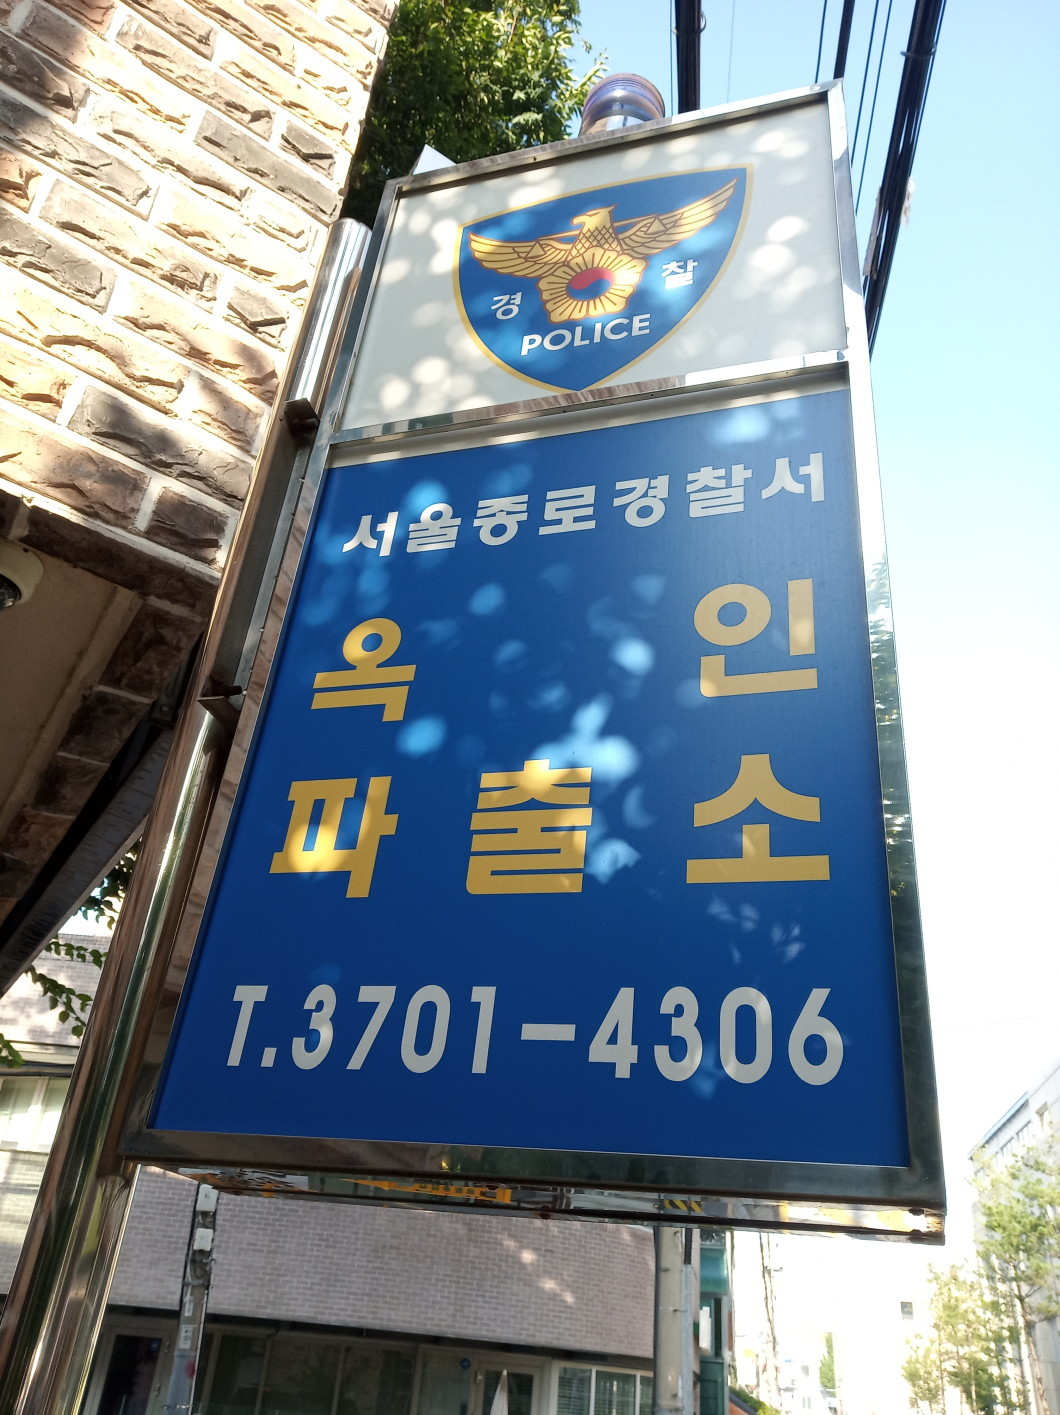 경 찰
POLICE
서울종로경찰서
옥 인
파 출 소
T.3701-4306